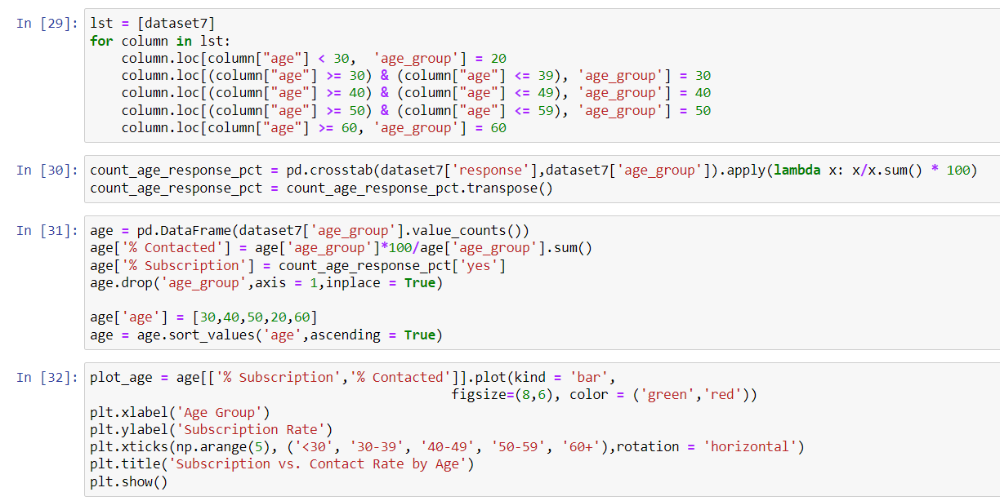 In [29]: lst = [dataset7]
for column in lst:
    column.loc[column["age"] < 30,  'age_group'] = 20
    column.loc[(column["age"] >= 30) & (column["age"] <= 39), 'age_group'] = 30
    column.loc[(column["age"] >= 40) & (column["age"] <= 49), 'age_group'] = 40
    column.loc[(column["age"] >= 50) & (column["age"] <= 59), 'age_group'] = 50
    column.loc[column["age"] >= 60, 'age_group'] = 60
In [30]: count_age_response_pct = pd.crosstab(dataset7['response'],dataset7['age_group']).apply(lambda x: x/x.sum() * 100)
count_age_response_pct = count_age_response_pct.transpose()
In [31]: age = pd.DataFrame(dataset7['age_group'].value_counts())
age['% Contacted'] = age['age_group']*100/age['age_group'].sum()
age['% Subscription'] = count_age_response_pct['yes']
age.drop('age_group',axis = 1,inplace = True)
age['age'] = [30,40,50,20,60]
age = age.sort_values('age',ascending = True)
In [32]: plot_age = age[['% Subscription','% Contacted']].plot(kind = 'bar',
                                              figsize=(8,6), color = ('green','red'))
plt.xlabel('Age Group')
plt.ylabel('Subscription Rate')
plt.xticks(np.arange(5), ('<30', '30-39', '40-49', '50-59', '60+'),rotation = 'horizontal')
plt.title('Subscription vs. Contact Rate by Age')
plt.show()